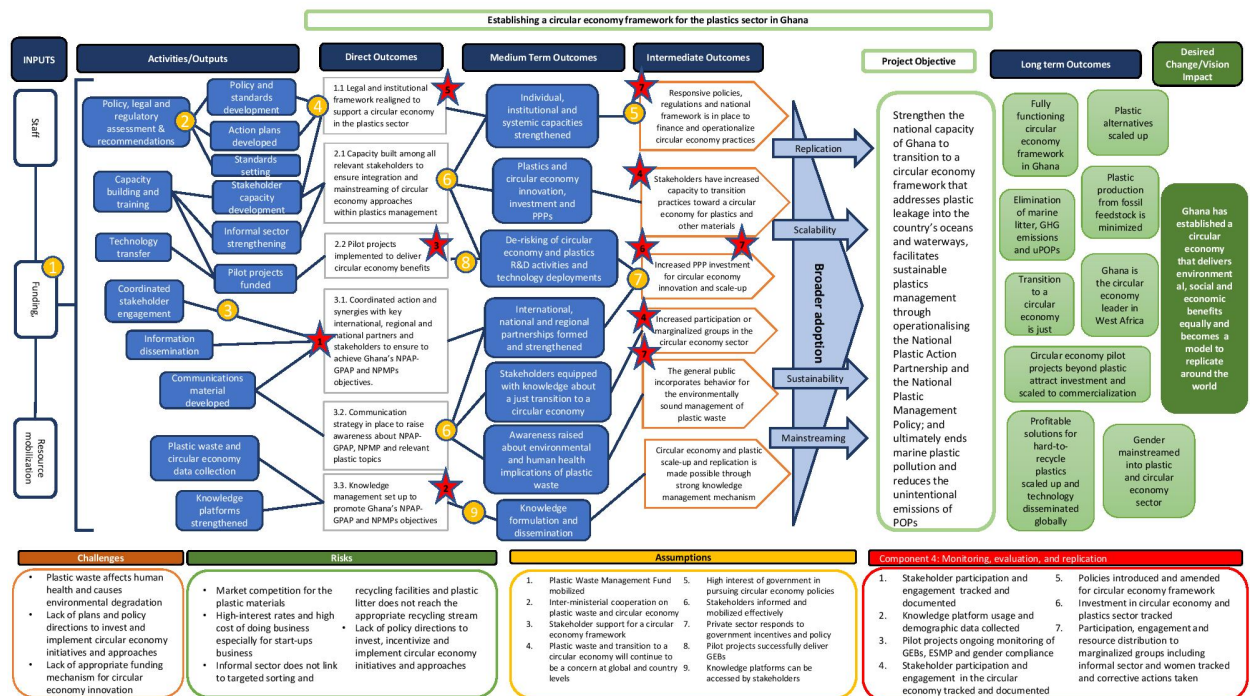 Establishing a circular economy framework for the plastics sector in Ghana
INPUTS
Activities/Outputs
Direct Outcomes
Medium Term Outcomes
Intermediate Outcomes
Project Objective
Long term Outcomes
Desired
Change/Vision
Impact
Staff
Funding,
Resource
mobilization
1
Policy, legal and
regulatory
assessment &
recommendations
2
Policy and
standards
development
Action plans
developed
Standards
setting
Capacity
building and
training
Stakeholder
capacity
development
Informal sector
strengthening
Technology
transfer
Pilot projects
funded
Coordinated
stakeholder
engagement
3
Information
dissemination
Communications
material
developed
Plastic waste and
circular economy
data collection
Knowledge
platforms
strengthened
4
1.1 Legal and institutional
framework realigned to
support a circular economy
in the plastics sector
5
2.1 Capacity built among all
relevant stakeholders to
ensure integration and
mainstreaming of circular
economy approaches
within plastics management
6
2.2 Pilot projects
implemented to deliver
circular economy benefits
3
8
3.1. Coordinated action and
synergies with key
international, regional and
national partners and
stakeholders to ensure to
achieve Ghana's NPAP-
GPAP and NPMPs
objectives.
1
3.2. Communication
strategy in place to raise
awareness about NPAP-
GPAP, NPMP and relevant
plastic topics
6
3.3. Knowledge
management set up to
promote Ghana's NPAP-
GPAP and NPMPs objectives
2
9
Individual,
institutional and
systemic capacities
strengthened
Plastics and
circular economy
innovation,
investment and
PPPs
De-risking of circular
economy and plastics
R&D activities and
technology deployments
International,
national and regional
partnerships formed
and strengthened
Stakeholders equipped
with knowledge about
a just transition to a
circular economy
Awareness raised
about environmental
and human health
implications of plastic
waste
Knowledge
formulation and
dissemination
7
5
Responsive policies,
regulations and national
framework is in place to
finance and operationalize
circular economy practices
4
Stakeholders have increased
capacity to transition
practices toward a circular
economy for plastics and
other materials
6
7
7
Increased PPP investment
for circular economy
innovation and scale-up
4
Increased participation or
marginalized groups in the
circular economy sector
7
The general public
incorporates behavior for
the environmentally
sound management of
plastic waste
Circular economy and plastic
scale-up and replication is
made possible through
strong knowledge
management mechanism
Broader adoption
Replication
Scalability
Sustainability
Mainstreaming
Strengthen the
national capacity
of Ghana to
transition to a
circular economy
framework that
addresses plastic
leakage into the
country's oceans
and waterways,
facilitates
sustainable
plastics
management
through
operationalising
the National
Plastic Action
Partnership and
the National
Plastic
Management
Policy; and
ultimately ends
marine plastic
pollution and
reduces the
unintentional
emissions of
POPs
Fully
functioning
circular
economy
framework
in Ghana
Plastic
alternatives
scaled up
Elimination
of marine
litter, GHG
emissions
and uPOPs
Plastic
production
from fossil
feedstock is
minimized
Transition to
a circular
economy
is just
Ghana is
the circular
economy
leader in
West Africa
Circular economy pilot
projects beyond plastic
attract investment and
scaled to commercialization
Profitable
solutions for
hard-to-
recycle
plastics
scaled up and
technology
disseminated
globally
Gender
mainstreamed
into plastic
and circular
economy
sector
Ghana has
established a
circular
economy
that delivers
environment
al, social and
economic
benefits
equally and
becomes a
model to
replicate
around the
world
Challenges
• Plastic waste affects human
health and causes
environmental degradation
• Lack of plans and policy
directions to invest and
implement circular economy
initiatives and approaches
• Lack of appropriate funding
mechanism for circular
economy innovation
Risks
• Market competition for the
plastic materials
• High-interest rates and high
cost of doing business
especially for start-ups
business
• Informal sector does not link
to targeted sorting and
recycling facilities and plastic
litter does not reach the
appropriate recycling stream
• Lack of policy directions to
invest, incentivize and
implement circular economy
initiatives and approaches
Assumptions
1. Plastic Waste Management Fund
mobilized
2. Inter-ministerial cooperation on
plastic waste and circular economy
3. Stakeholder support for a circular
economy framework
4. Plastic waste and transition to a
circular economy will continue to
be a concern at global and country
levels
5. High interest of government in
pursuing circular economy policies
6. Stakeholders informed and
mobilized effectively
7. Private sector responds to
government incentives and policy
8. Pilot projects successfully deliver
GEBs
9. Knowledge platforms can be
accessed by stakeholders
Component 4: Monitoring, evaluation, and replication
1. Stakeholder participation and
engagement tracked and
documented
2. Knowledge platform usage and
demographic data collected
3. Pilot projects ongoing monitoring of
GEBs, ESMP and gender compliance
4. Stakeholder participation and
engagement in the circular
economy tracked and documented
5. Policies introduced and amended
for circular economy framework
6. Investment in circular economy and
plastics sector tracked
7. Participation, engagement and
resource distribution to
marginalized groups including
informal sector and women tracked
and corrective actions taken